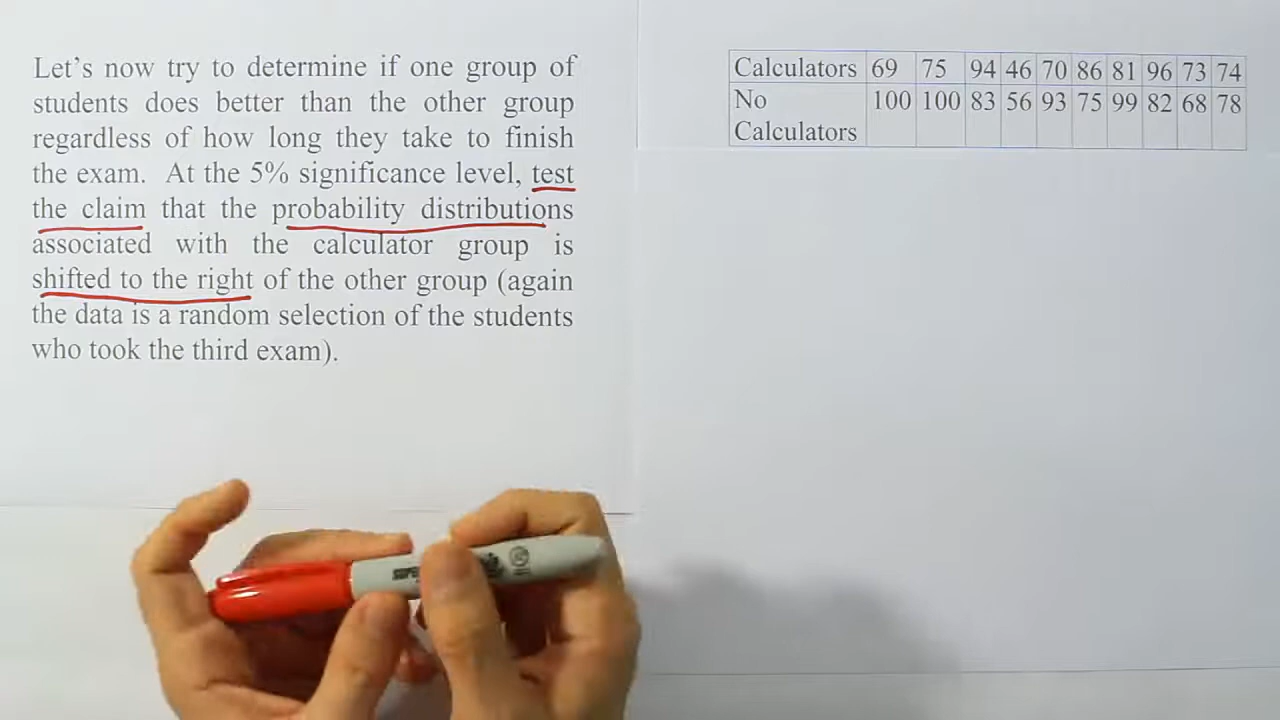 Let's now try to determine if one group of
students does better than the other group
regardless of how long they take to finish
the exam. At the 5% significance level, test
the claim that the probability distributions
associated with the calculator group is
shifted to the right of the other group (again
the data is a random selection of the students
who took the third exam).
Calculators 69 75 94 46 70 86 81 96 73 74
No 100 100 83 56 93 75 99 82 68 78
Calculators